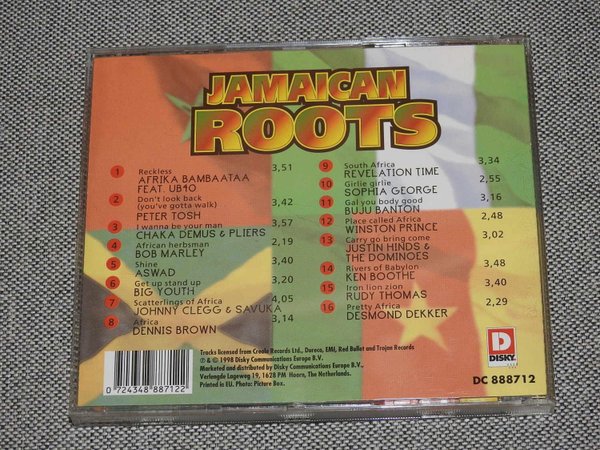 JAMAICAN
ROOTS
1 Reckless 3,51
AFRIKA BAMBAATAA
FEAT. UB40
2 Don't look back
(you've gotta walk) 3,42
PETER TOSH
3 I wanna be your man 3,57
CHAKA DEMUS & PLIERS
4 African herbsman 2,19
BOB MARLEY
5 Shine 3,40
ASWAD
6 Get up stand up 3,20
BIG YOUTH
7 Scatterlings of Africa 4,05
JOHNNY CLEGG & SAVUKA
8 Africa 3,14
DENNIS BROWN
9 South Africa 3,34
REVELATION TIME
10 Girlie girlie 2,55
SOPHIA GEORGE
11 Gal you body good 3,16
BUJU BANTON
12 Place called Africa 2,48
WINSTON PRINCE
13 Carry go bring come 3,02
JUSTIN HINDS &
THE DOMINOES
14 Rivers of Babylon 3,48
KEN BOOTHE
15 Iron lion zion 3,40
RUDY THOMAS
16 Pretty Africa 2,29
DESMOND DEKKER
0 724348 887122
Tracks licensed from Creole Records Ltd., Dureco, EMI, Red Bullet and Trojan Records
℗ & © 1998 Disky Communications Europe B.V.
Marketed and distributed by Disky Communications Europe B.V.
Verlengde Lageweg 19, 1628 PM Hoorn, The Netherlands.
Printed in EU. Photo: Picture Box.
D
DISKY
DC 888712